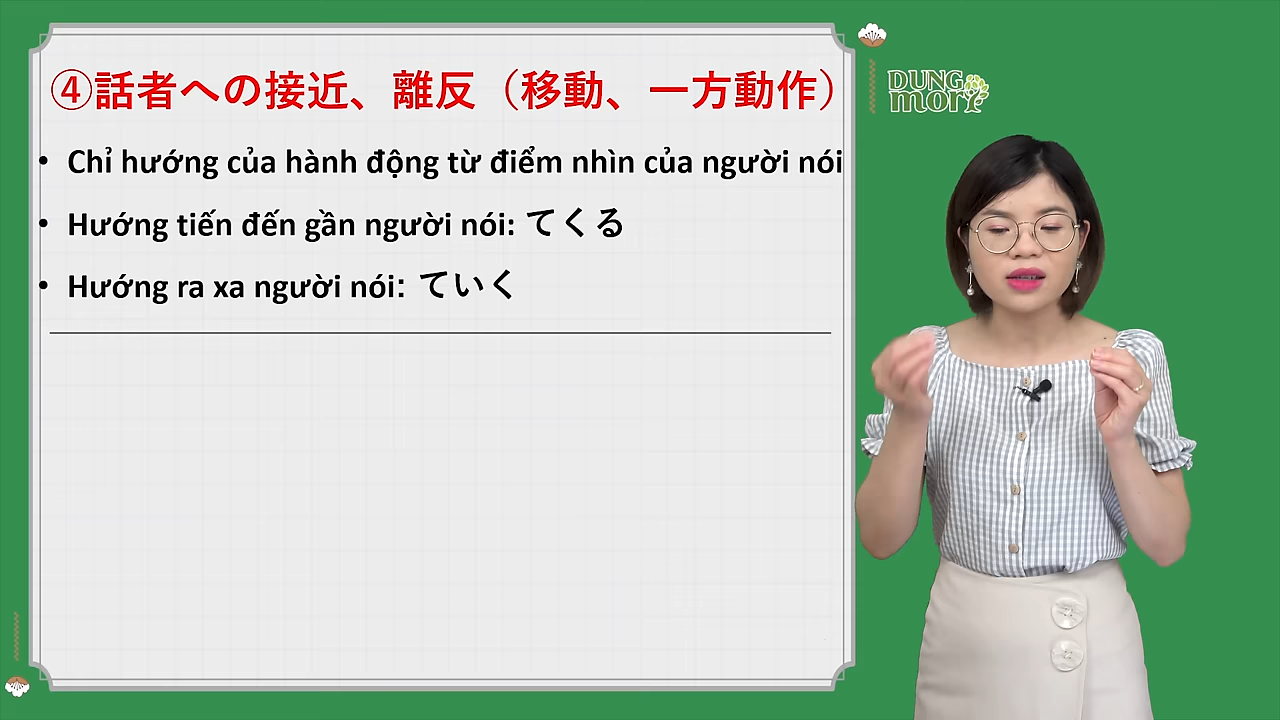 ④話者への接近、離反（移動、一方動作）
• Chỉ hướng của hành động từ điểm nhìn của người nói
• Hướng tiến đến gần người nói: てくる
• Hướng ra xa người nói: ていく
DUNG
mori